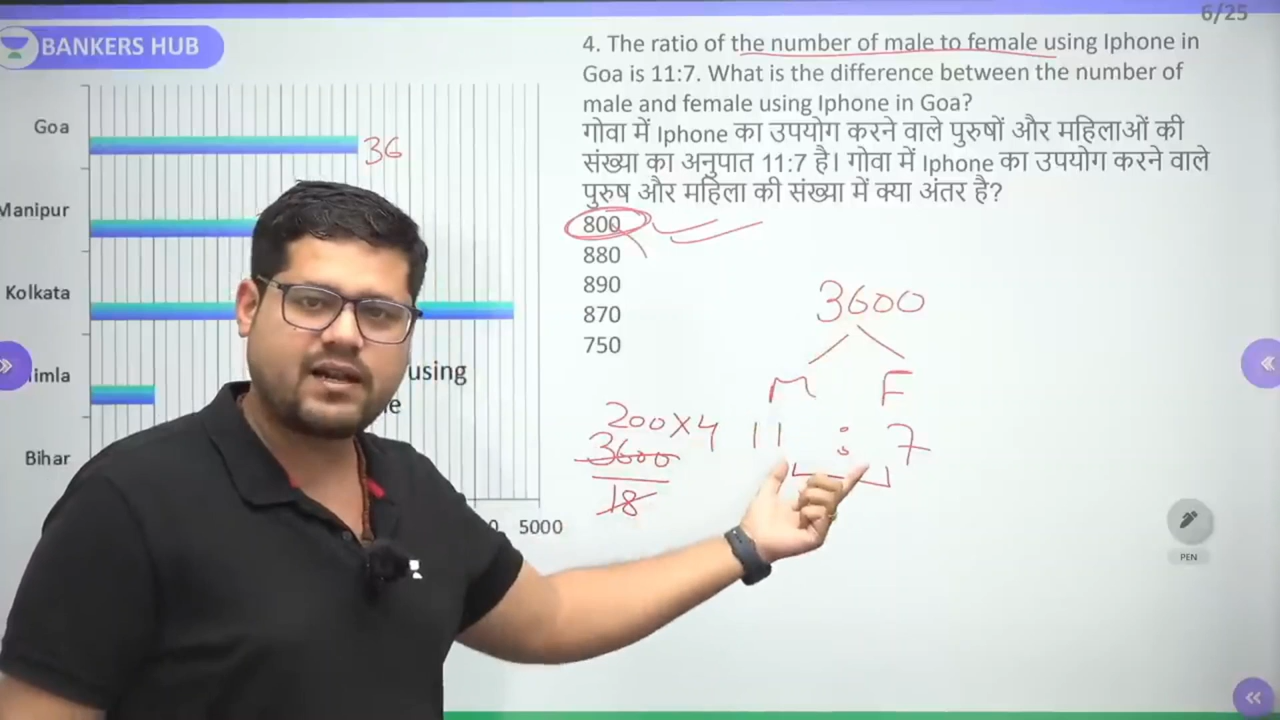 6/25
BANKERS HUB
4. The ratio of the number of male to female using Iphone in
Goa is 11:7. What is the difference between the number of
male and female using Iphone in Goa?
गोवा में Iphone का उपयोग करने वाले पुरुषों और महिलाओं की
संख्या का अनुपात 11:7 है। गोवा में Iphone का उपयोग करने वाले
पुरुष और महिला की संख्या में क्या अंतर है?
800
880
890
870
750
Goa
36
Manipur
Kolkata
Bihar
using
5000
3600
M F
11 : 7
200×4
3600
18
PEN